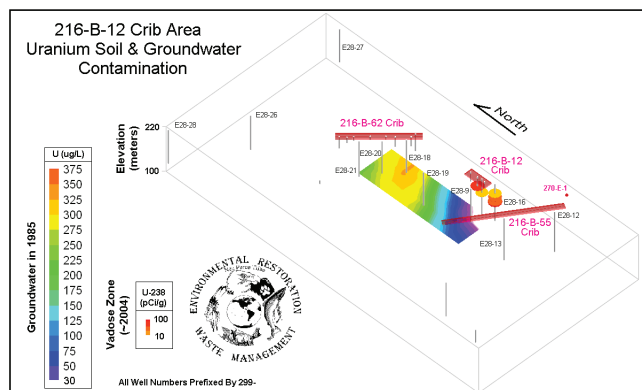 216-B-12 Crib Area
Uranium Soil & Groundwater
Contamination
E28-27
North
E28-26
E28-28
220
Elevation
(meters)
100
216-B-62 Crib
E28-20
E28-18
E28-21
E28-19
216-B-12
Crib
270-E-1
E28-9
E28-16
E28-12
216-B-55
Crib
E28-13
U (ug/L)
375
325
300
275
250
225
200
175
150
125
100
100
50
30
Groundwater in 1985
Vadose Zone
(~2004)
U-238
(pCi/g)
100
10
ENVIRONMENTAL RESTORATION
WASTE MANAGEMENT
Nez Perce Tribe
All Well Numbers Prefixed By 299-